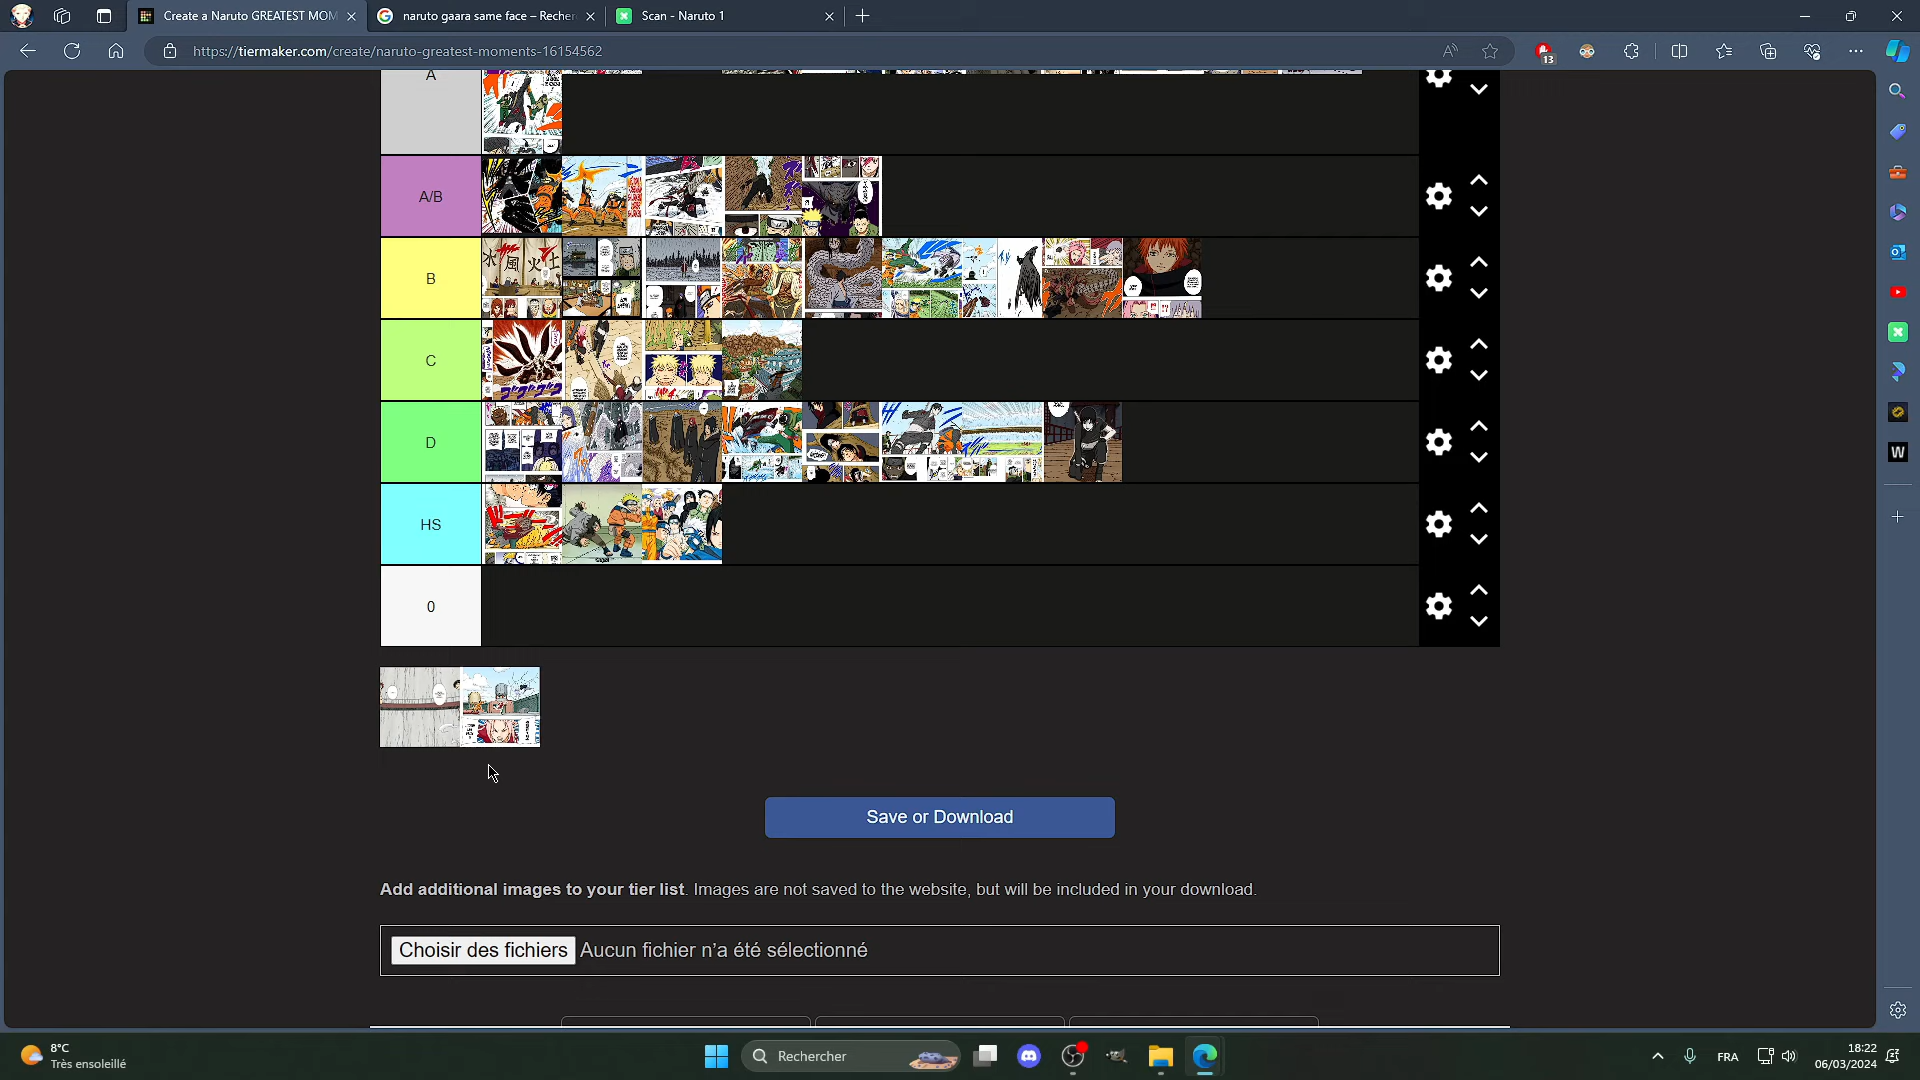 Create a Naruto GREATEST MOM
naruto gaara same face – Recher
Scan - Naruto 1
https://tiermaker.com/create/naruto-greatest-moments-16154562
13
A
A/B
B
C
D
HS
0
Save or Download
Add additional images to your tier list. Images are not saved to the website, but will be included in your download.
Choisir des fichiers Aucun fichier n'a été sélectionné
W
8°C
Très ensoleillé
Rechercher
FRA
18:22
06/03/2024